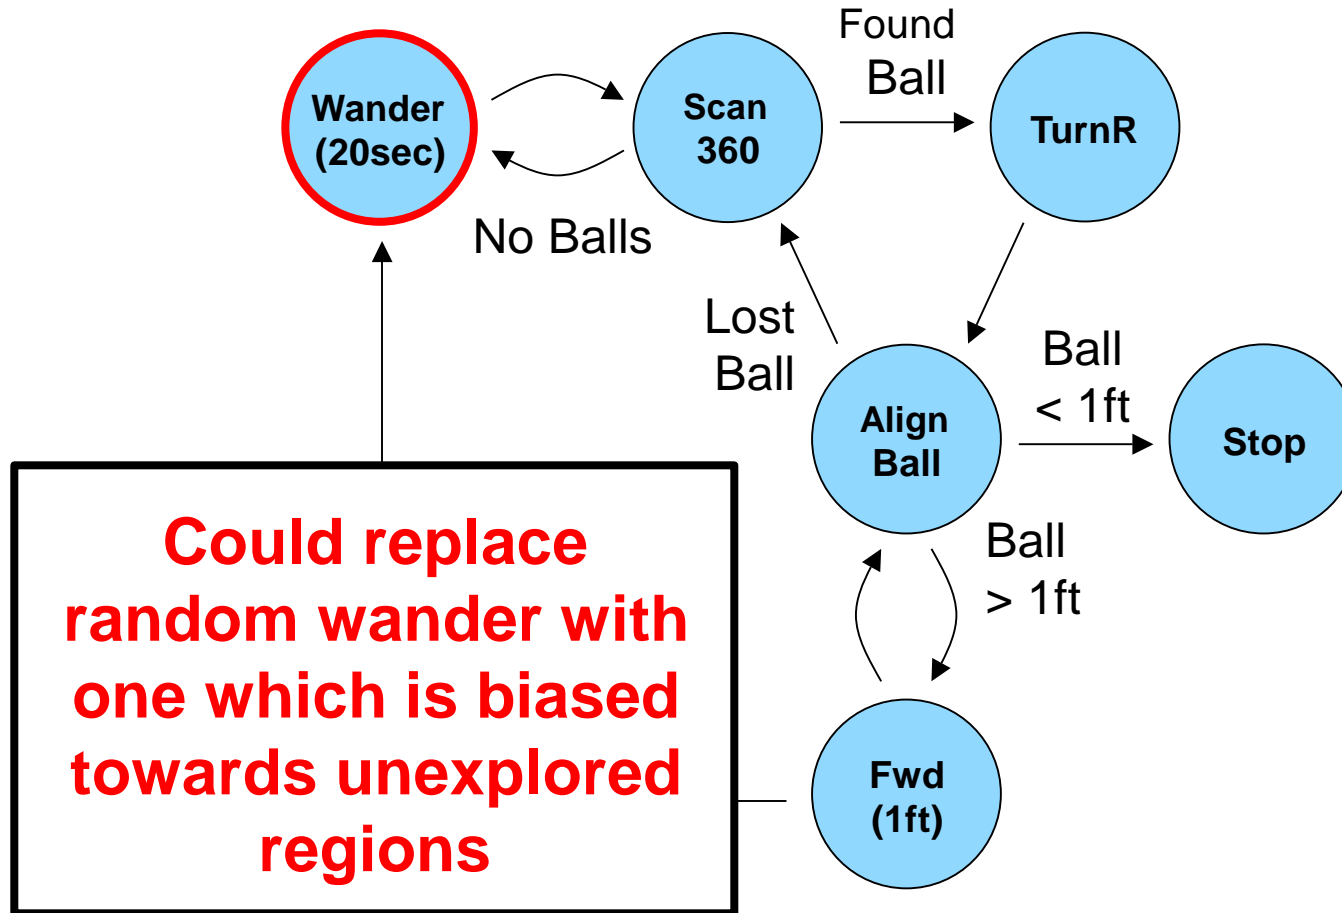 Found
Ball
Wander
(20sec)
Scan
360
TurnR
No Balls
Lost
Ball
Ball
< 1ft
Align
Ball
Stop
Ball
> 1ft
Could replace
random wander with
one which is biased
towards unexplored
regions
Fwd
(1ft)